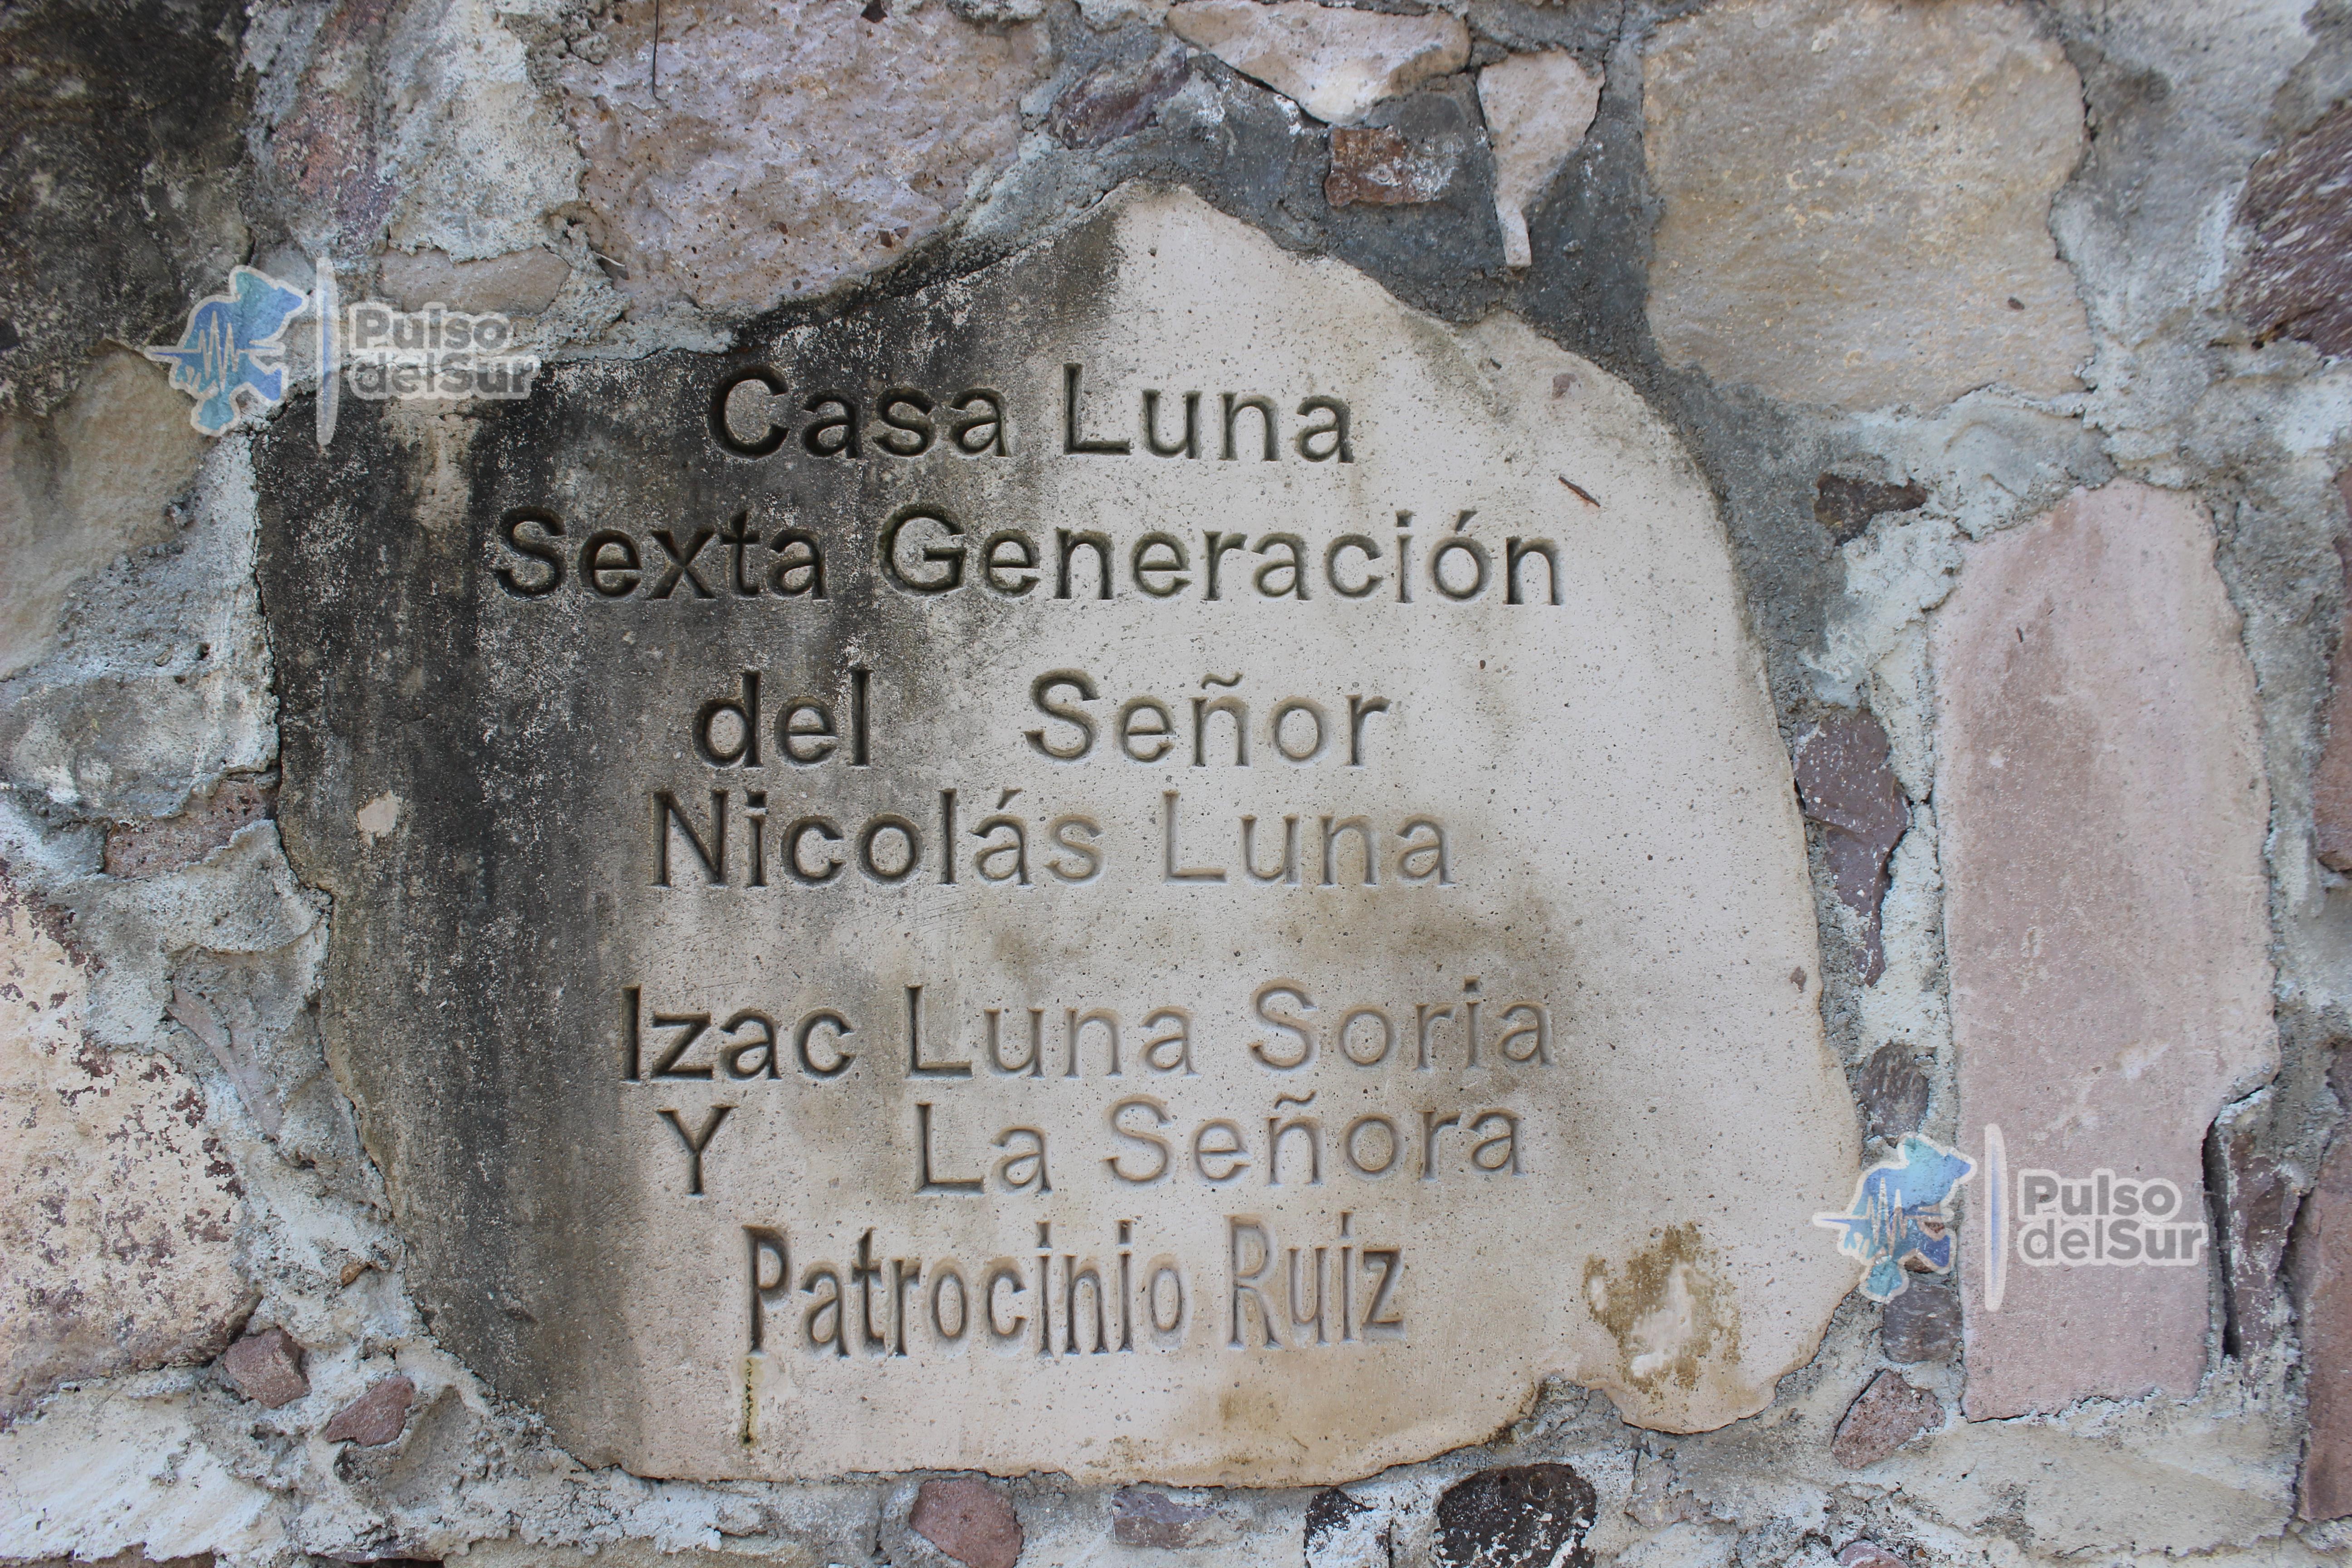 Pulso
delSur
Casa Luna
Sexta Generación
del Señor
Nicolás Luna
Izac Luna Soria
Y La Señora
Patrocinio Ruiz
Pulso
delSur